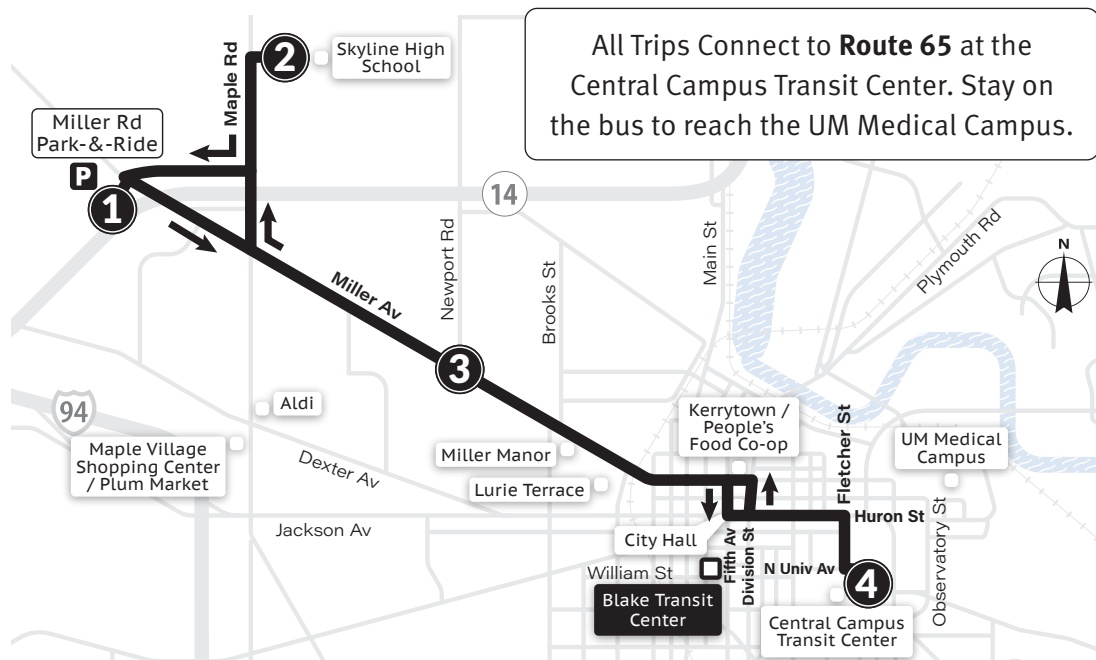 All Trips Connect to Route 65 at the
Central Campus Transit Center. Stay on
the bus to reach the UM Medical Campus.
2
Skyline High
School
Maple Rd
Miller Rd
Park-&-Ride
P
1
14
Newport Rd
Brooks St
Main St
Plymouth Rd
N
Miller Av
3
94
Aldi
Maple Village
Shopping Center
/ Plum Market
Dexter Av
Jackson Av
Miller Manor
Lurie Terrace
Kerrytown /
People's
Food Co-op
Fletcher St
UM Medical
Campus
Huron St
City Hall
Fifth Av
Division St
N Univ Av
Observatory St
William St
4
Blake Transit
Center
Central Campus
Transit Center